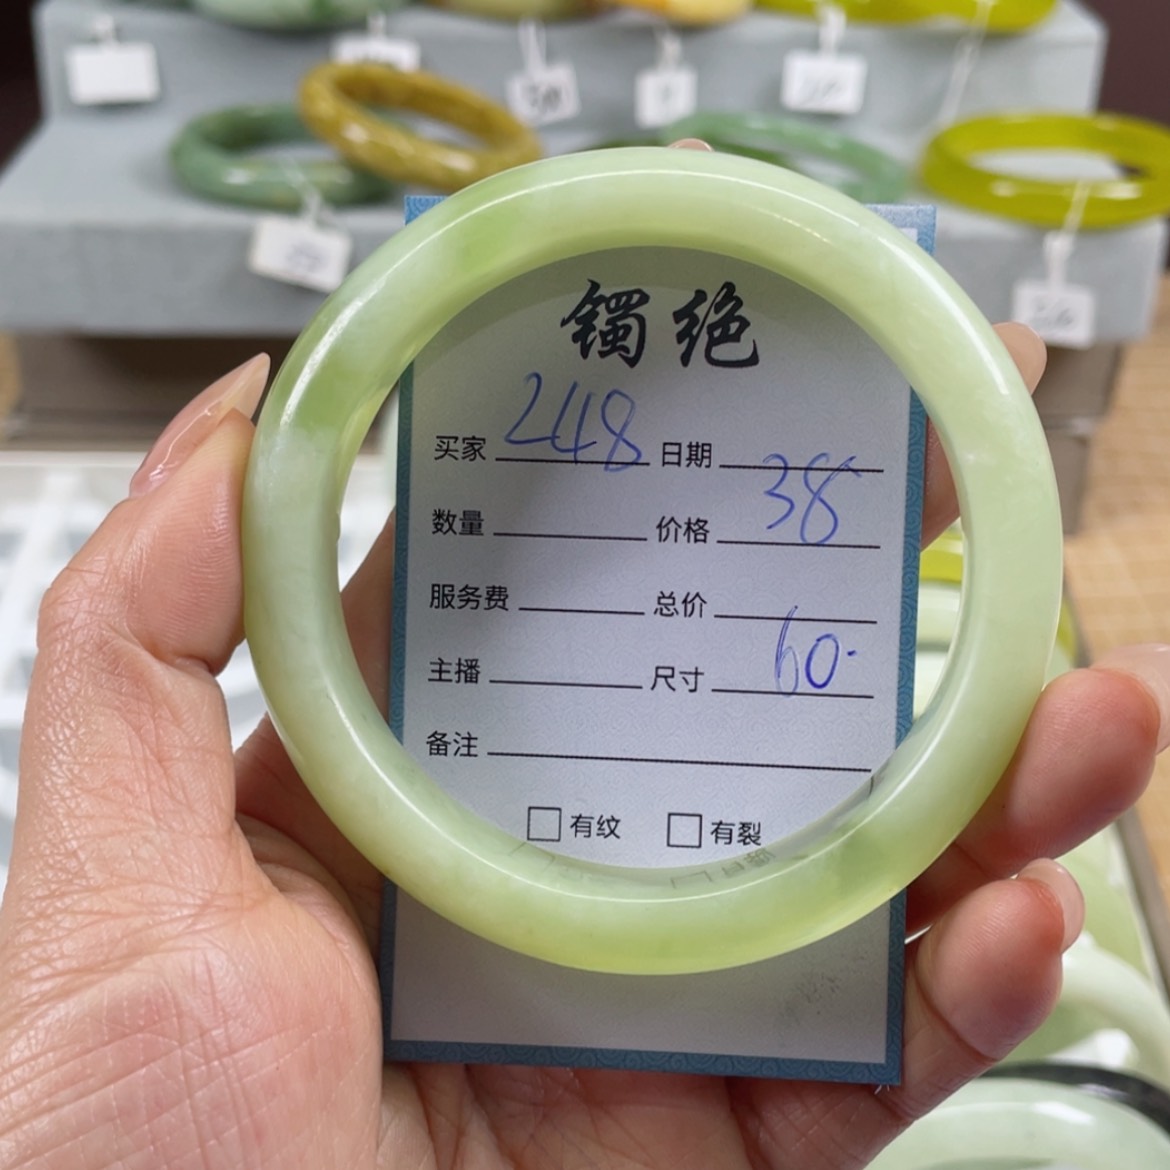 镯绝
买家 248 日期
数量 价格 38
服务费 总价
主播 尺寸 60.
备注
有纹 有裂